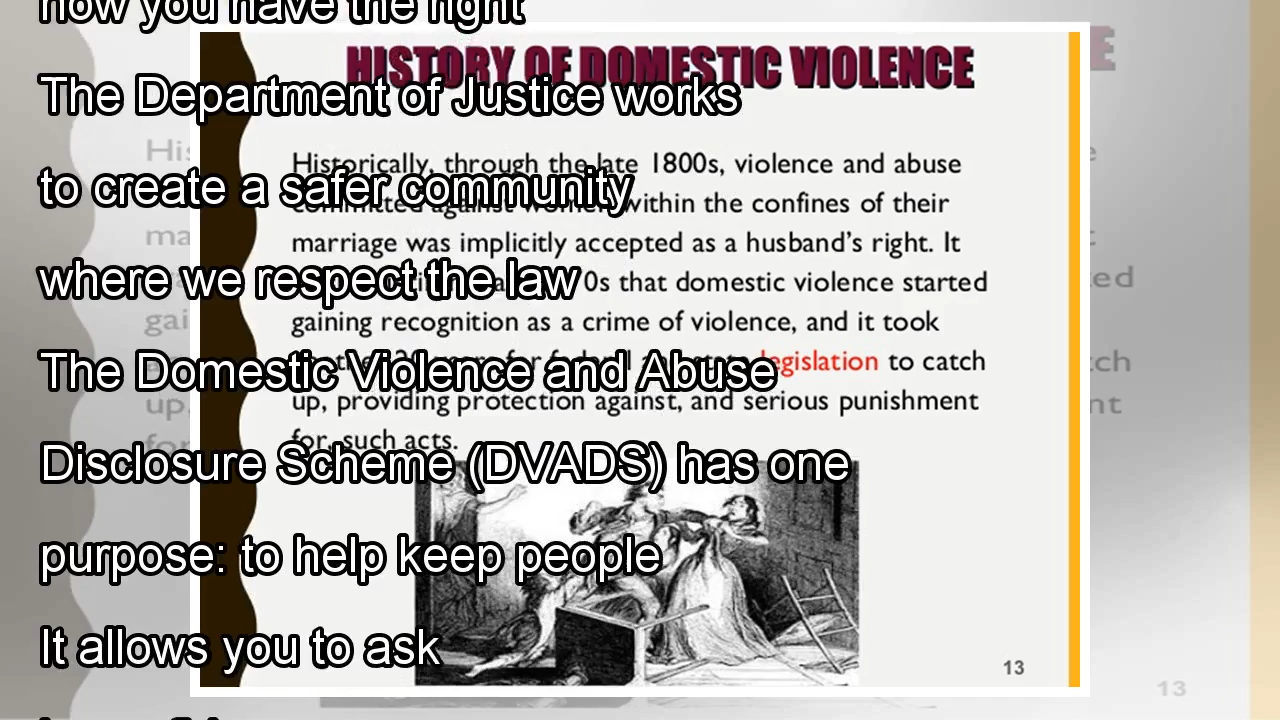 now you have the right
HISTORY OF DOMESTIC VIOLENCE
The Department of Justice works
Historically, through the late 1800s, violence and abuse
to create a safer community
committed against women within the confines of their
marriage was implicitly accepted as a husband's right. It
where we respect the law
0s that domestic violence started
gaining recognition as a crime of violence, and it took
The Domestic Violence and Abuse
legislation to catch
up, providing protection against, and serious punishment
for, such acts.
Disclosure Scheme (DVADS) has one
purpose: to help keep people
It allows you to ask
13
13